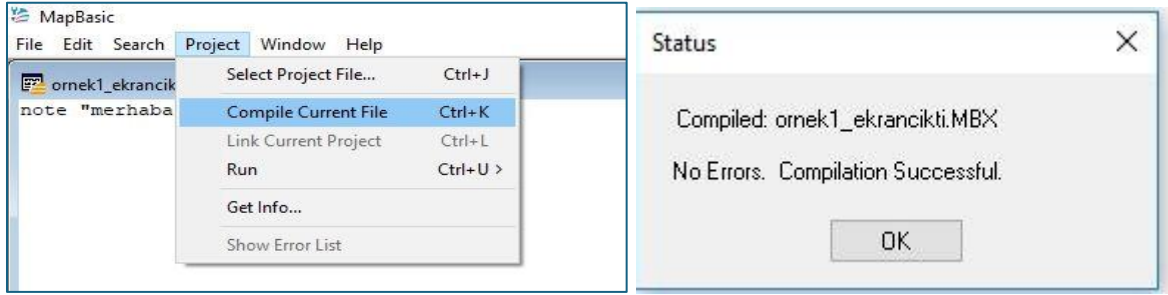 MapBasic
File Edit Search Project Window Help
ornek1_ekrancik
note "merhaba
Select Project File... Ctrl+J
Compile Current File Ctrl+K
Link Current Project Ctrl+L
Run Ctrl+U >
Get Info...
Show Error List
Status
Compiled: ornek1_ekrancikti.MBX
No Errors. Compilation Successful.
OK